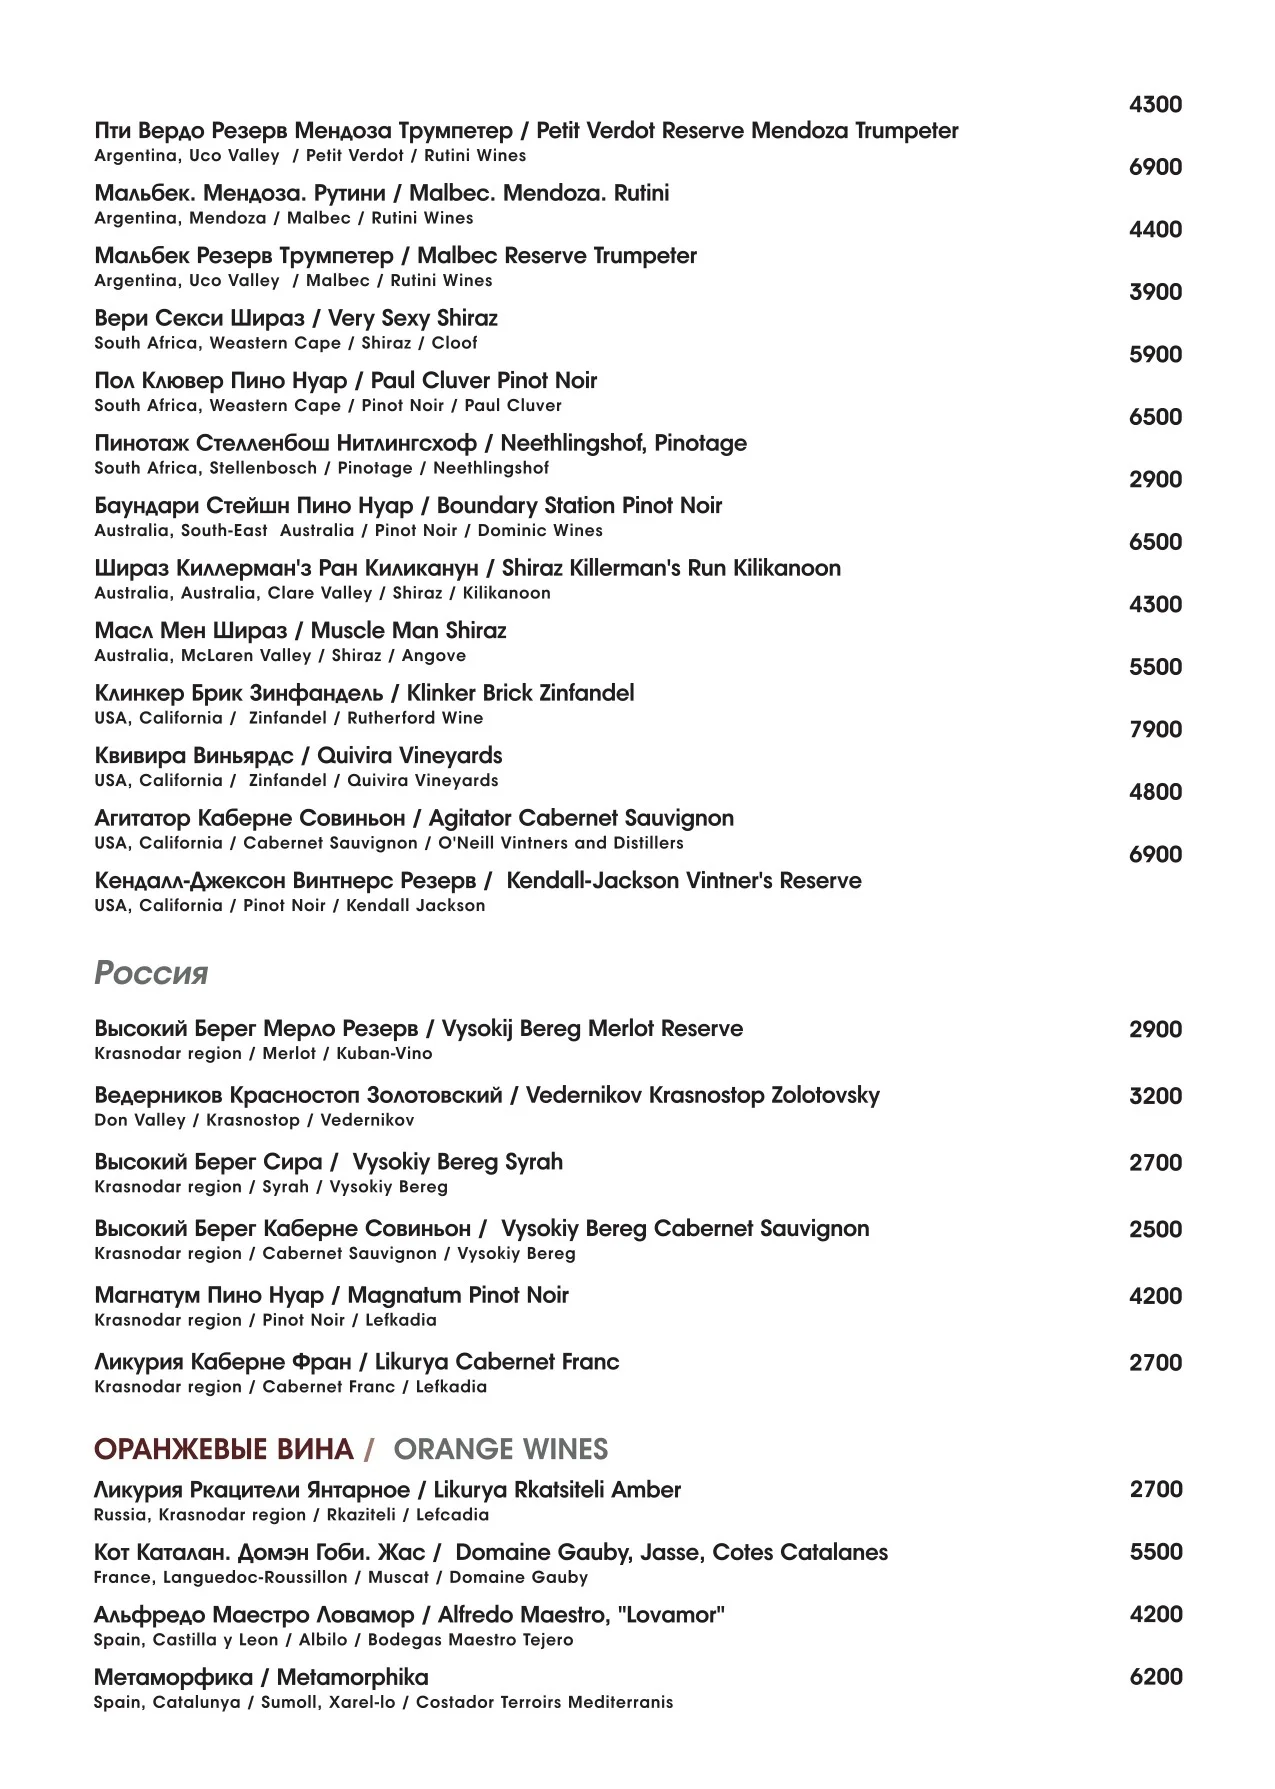 4300
Пти Вердо Резерв Мендоза Трумпетер / Petit Verdot Reserve Mendoza Trumpeter
Argentina, Uco Valley / Petit Verdot / Rutini Wines
6900
Мальбек. Мендоза. Рутини / Malbec. Mendoza. Rutini
Argentina, Mendoza / Malbec / Rutini Wines
4400
Мальбек Резерв Трумпетер / Malbec Reserve Trumpeter
Argentina, Uco Valley / Malbec / Rutini Wines
3900
Вери Секси Шираз / Very Sexy Shiraz
South Africa, Weastern Cape / Shiraz / Cloof
5900
Пол Клювер Пино Нуар / Paul Cluver Pinot Noir
South Africa, Weastern Cape / Pinot Noir / Paul Cluver
6500
Пинотаж Стелленбош Нитлингсхоф / Neethlingshof, Pinotage
South Africa, Stellenbosch / Pinotage / Neethlingshof
2900
Баундари Стейшн Пино Нуар / Boundary Station Pinot Noir
Australia, South-East Australia / Pinot Noir / Dominic Wines
6500
Шираз Киллерман'з Ран Киликанун / Shiraz Killerman's Run Kilikanoon
Australia, Australia, Clare Valley / Shiraz / Kilikanoon
4300
Масл Мен Шираз / Muscle Man Shiraz
Australia, McLaren Valley / Shiraz / Angove
5500
Клинкер Брик Зинфандель / Klinker Brick Zinfandel
USA, California / Zinfandel / Rutherford Wine
7900
Квивира Виньярдс / Quivira Vineyards
USA, California / Zinfandel / Quivira Vineyards
4800
Агитатор Каберне Совиньон / Agitator Cabernet Sauvignon
USA, California / Cabernet Sauvignon / O'Neill Vintners and Distillers
6900
Кендалл-Джексон Винтнерс Резерв / Kendall-Jackson Vintner's Reserve
USA, California / Pinot Noir / Kendall Jackson
Россия
Высокий Берег Мерло Резерв / Vysokij Bereg Merlot Reserve 2900
Krasnodar region / Merlot / Kuban-Vino
Ведерников Красностоп Золотовский / Vedernikov Krasnostop Zolotovsky 3200
Don Valley / Krasnostop / Vedernikov
Высокий Берег Сира / Vysokiy Bereg Syrah 2700
Krasnodar region / Syrah / Vysokiy Bereg
Высокий Берег Каберне Совиньон / Vysokiy Bereg Cabernet Sauvignon 2500
Krasnodar region / Cabernet Sauvignon / Vysokiy Bereg
Магнатум Пино Нуар / Magnatum Pinot Noir 4200
Krasnodar region / Pinot Noir / Lefkadia
Ликурия Каберне Фран / Likurya Cabernet Franc 2700
Krasnodar region / Cabernet Franc / Lefkadia
ОРАНЖЕВЫЕ ВИНА / ORANGE WINES
Ликурия Ркацители Янтарное / Likurya Rkatsiteli Amber 2700
Russia, Krasnodar region / Rkaziteli / Lefcadia
Кот Каталан. Домэн Гоби. Жас / Domaine Gauby, Jasse, Cotes Catalanes 5500
France, Languedoc-Roussillon / Muscat / Domaine Gauby
Альфредо Маестро Ловамор / Alfredo Maestro, "Lovamor" 4200
Spain, Castilla y Leon / Albilo / Bodegas Maestro Tejero
Метаморфика / Metamorphika 6200
Spain, Catalunya / Sumoll, Xarel-lo / Costador Terroirs Mediterranis